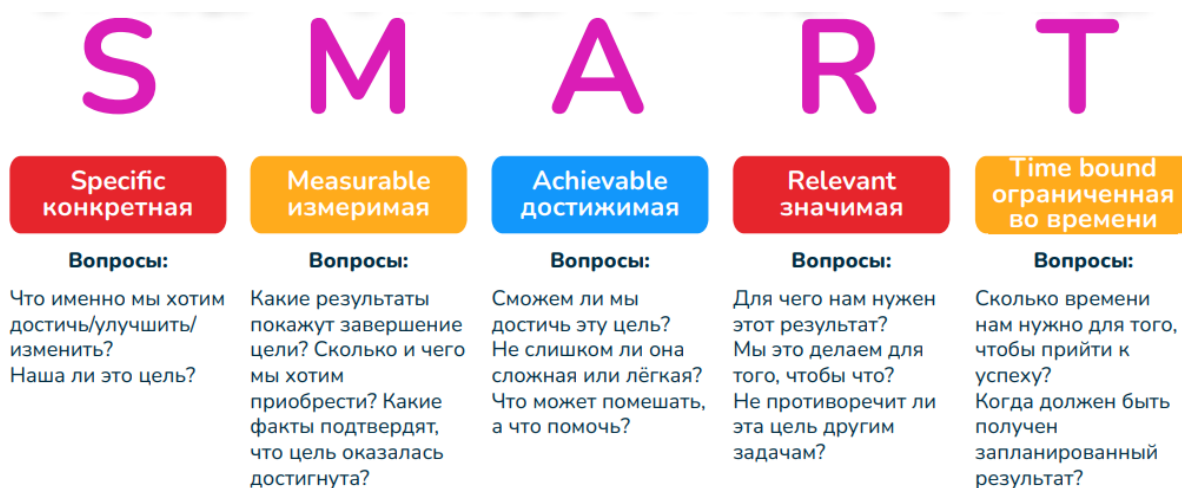 S
M
A
R
T
Specific
конкретная
Measurable
измеримая
Achievable
достижимая
Relevant
значимая
Time bound
ограниченная
во времени
Вопросы:
Что именно мы хотим
достичь/улучшить/
изменить?
Наша ли это цель?
Вопросы:
Какие результаты
покажут завершение
цели? Сколько и чего
мы хотим
приобрести? Какие
факты подтвердят,
что цель оказалась
достигнута?
Вопросы:
Сможем ли мы
достичь эту цель?
Не слишком ли она
сложная или лёгкая?
Что может помешать,
а что помочь?
Вопросы:
Для чего нам нужен
этот результат?
Мы это делаем для
того, чтобы что?
Не противоречит ли
эта цель другим
задачам?
Вопросы:
Сколько времени
нам нужно для того,
чтобы прийти к
успеху?
Когда должен быть
получен
запланированный
результат?